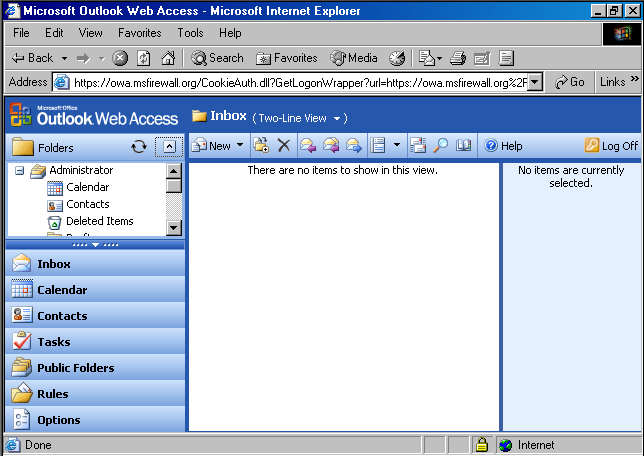 Microsoft Outlook Web Access - Microsoft Internet Explorer
File Edit View Favorites Tools Help
Back Search Favorites Media
Address https://owa.msfirewall.org/CookieAuth.dll?GetLogonWrapper?url=https://owa.msfirewall.org%2F Go Links »
Microsoft Office
Outlook Web Access Inbox (Two-Line View)
Folders New Help Log Off
Administrator
Calendar
Contacts
Deleted Items
There are no items to show in this view.
No items are currently
selected.
Inbox
Calendar
Contacts
Tasks
Public Folders
Rules
Options
Done Internet